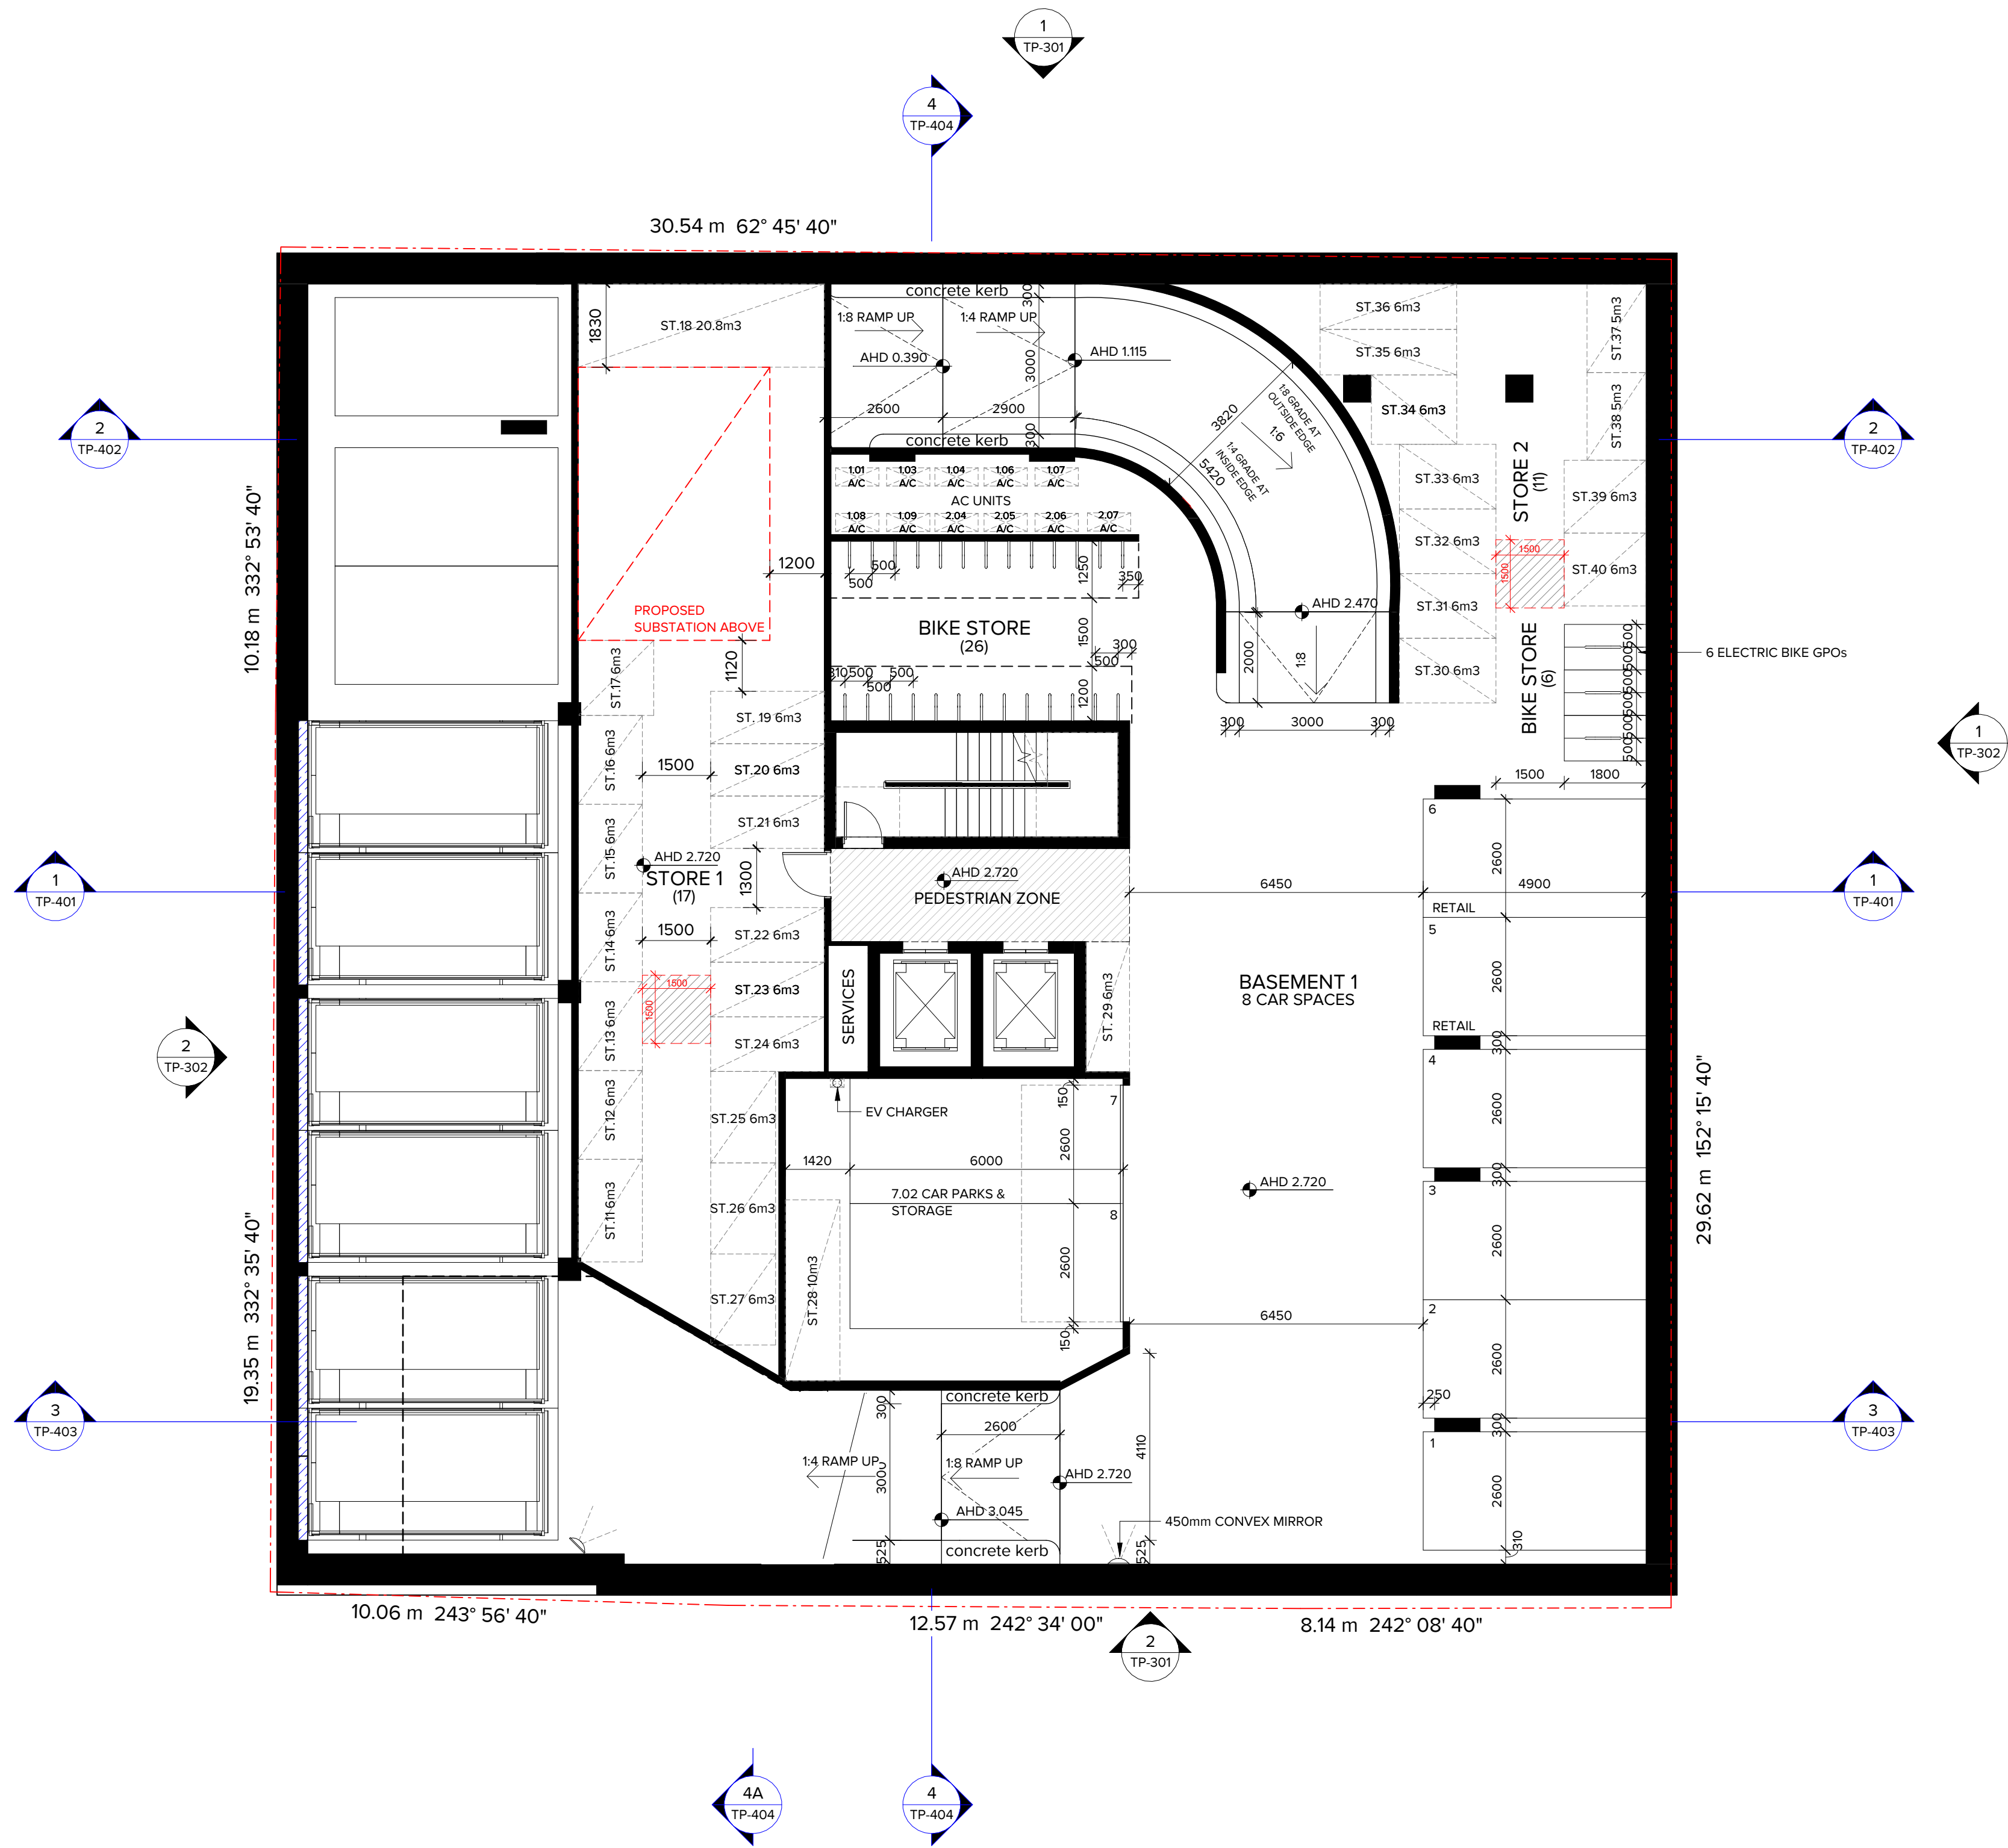 1
TP-301
4
TP-404
30.54 m 62° 45' 40"
concrete kerb
300
1:8 RAMP UP
1:4 RAMP UP
AHD 0.390
AHD 1.115
3000
2600
2900
concrete kerb
300
1830
ST.18 20.8m3
3820
1:8 GRADE AT
OUTSIDE EDGE
1:6
1:4 GRADE AT
INSIDE EDGE
5420
ST.36 6m3
ST.35 6m3
ST.34 6m3
ST.37 5m3
ST.38 5m3
2
TP-402
2
TP-402
1.01
A/C
1.03
A/C
1.04
A/C
1.06
A/C
1.07
A/C
AC UNITS
1.08
A/C
1.09
A/C
2.04
A/C
2.05
A/C
2.06
A/C
2.07
A/C
ST.33 6m3
ST.32 6m3
ST.31 6m3
ST.30 6m3
STORE 2
(11)
ST.39 6m3
ST.40 6m3
1500
1500
10.18 m 332° 53' 40"
1200
500
500
1250
350
PROPOSED
SUBSTATION ABOVE
BIKE STORE
(26)
1500
300
500
310
500
500
500
1200
1120
AHD 2.470
2000
1:8
300
3000
300
BIKE STORE
(6)
500
500
500
500
500
500
6 ELECTRIC BIKE GPOs
1500
1800
1
TP-302
ST.17 6m3
ST.16 6m3
ST.15 6m3
ST.14 6m3
ST.13 6m3
ST.12 6m3
ST.11 6m3
1500
ST. 19 6m3
ST.20 6m3
ST.21 6m3
AHD 2.720
STORE 1
(17)
1300
1500
1500
1500
ST.22 6m3
ST.23 6m3
ST.24 6m3
ST.25 6m3
ST.26 6m3
ST.27 6m3
AHD 2.720
PEDESTRIAN ZONE
SERVICES
ST. 29 6m3
6450
4900
1
TP-401
1
TP-401
6
2600
RETAIL
5
2600
RETAIL
300
4
2600
300
3
2600
2
2600
250
300
1
2600
310
BASEMENT 1
8 CAR SPACES
2
TP-302
EV CHARGER
150
7
2600
1420
6000
7.02 CAR PARKS &
STORAGE
8
2600
150
ST.28 10m3
AHD 2.720
6450
29.62 m 152° 15' 40"
19.35 m 332° 35' 40"
3
TP-403
3
TP-403
concrete kerb
300
2600
1:4 RAMP UP
1:8 RAMP UP
3000
AHD 2.720
AHD 3.045
4110
450mm CONVEX MIRROR
concrete kerb
525
525
10.06 m 243° 56' 40"
12.57 m 242° 34' 00"
8.14 m 242° 08' 40"
2
TP-301
4A
TP-404
4
TP-404